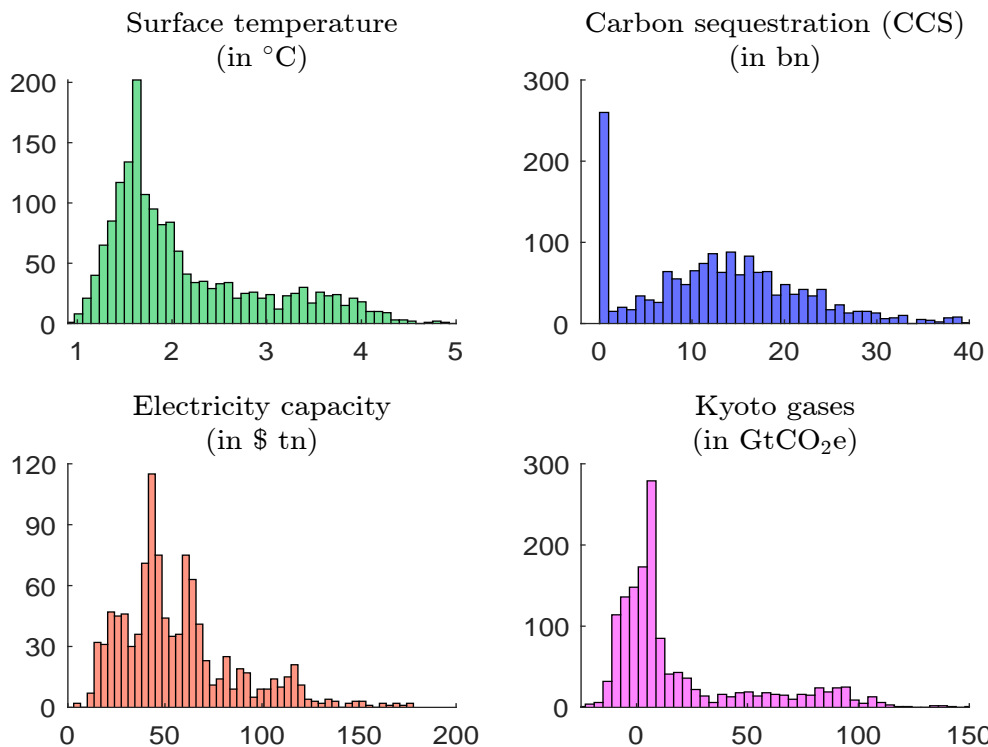 Surface temperature
(in °C)
200
150
100
50
0
1 2 3 4 5
Carbon sequestration (CCS)
(in bn)
300
200
100
0
0 10 20 30 40
Electricity capacity
(in $ tn)
120
90
60
30
0
0 50 100 150 200
Kyoto gases
(in GtCO₂e)
300
200
100
0
0 50 100 150